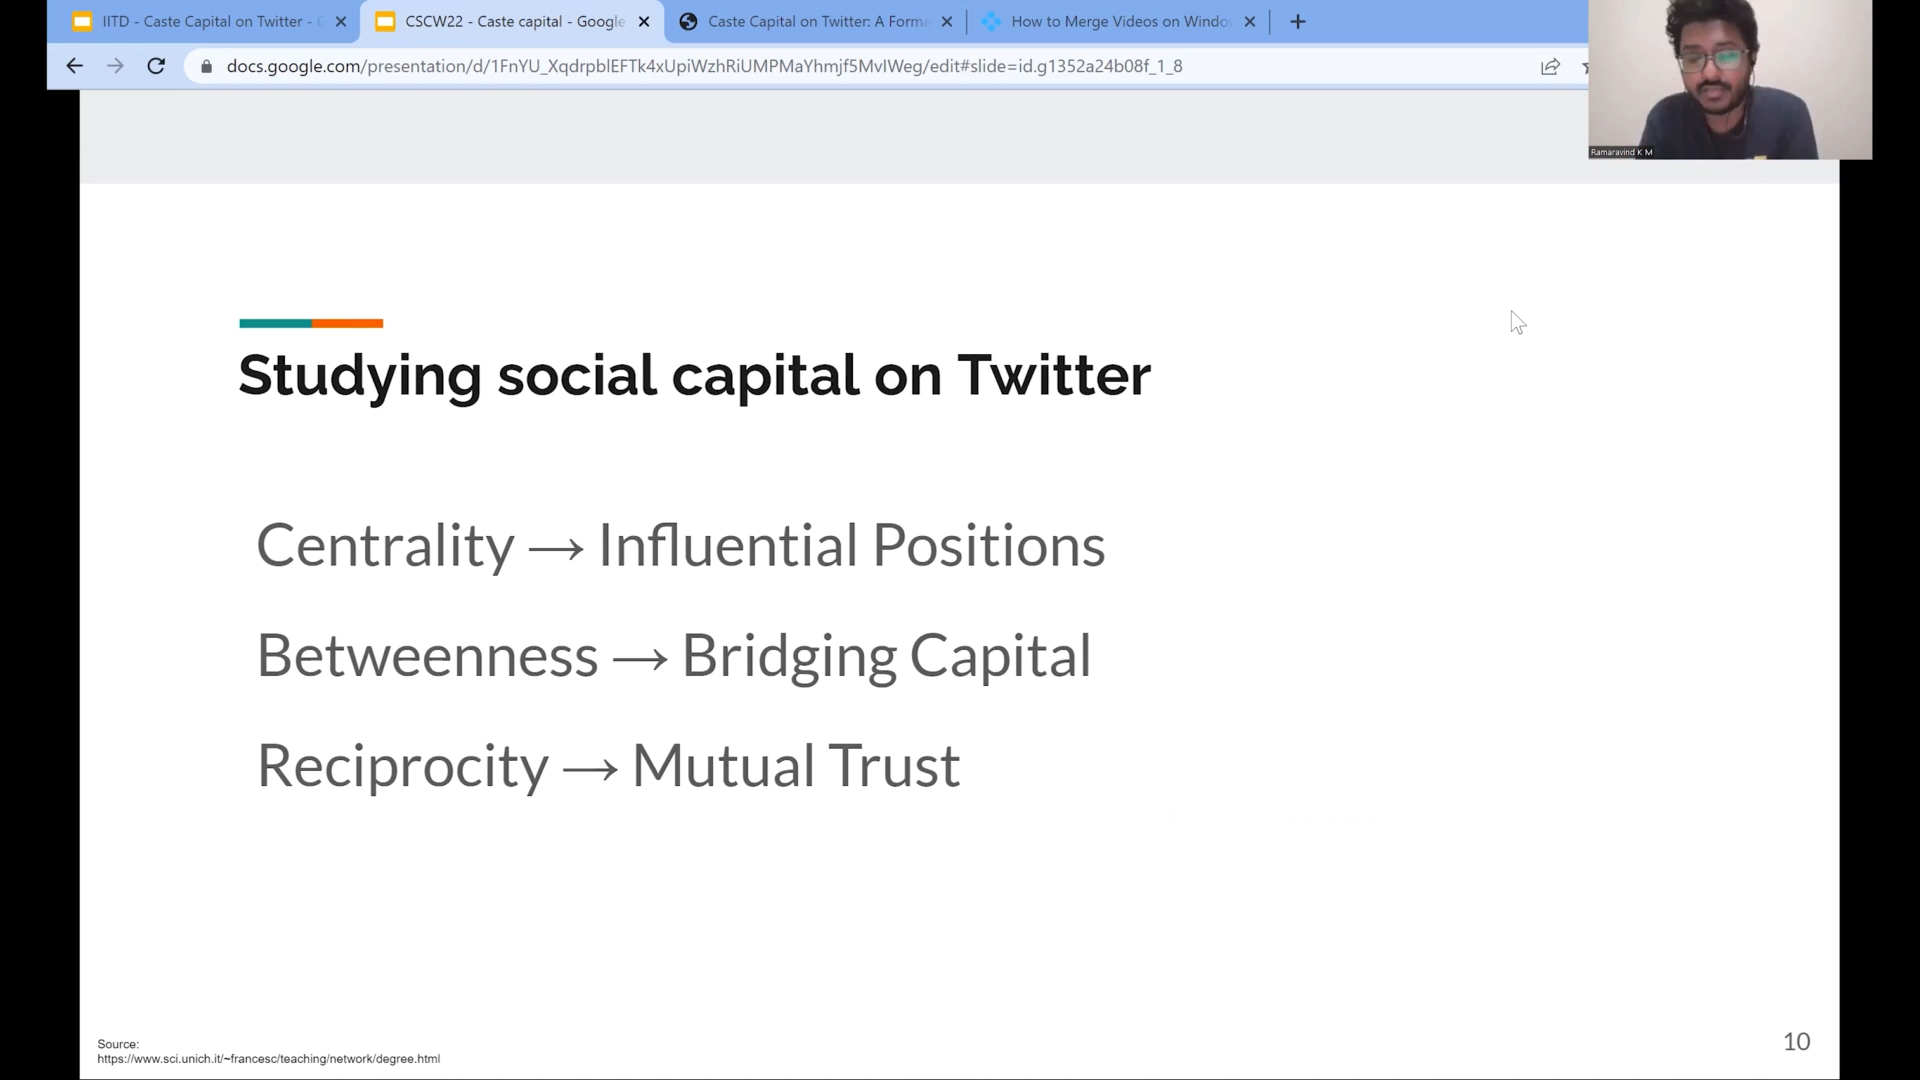 IITD - Caste Capital on Twitter - G
CSCW22 - Caste capital - Google
Caste Capital on Twitter: A Forma
How to Merge Videos on Windo
docs.google.com/presentation/d/1FnYU_XqdrpblEFTk4xUpiWzhRiUMPMaYhmjf5MvIWeg/edit#slide=id.g1352a24b08f_1_8
Ramaravind K M
Studying social capital on Twitter
Centrality → Influential Positions
Betweenness → Bridging Capital
Reciprocity → Mutual Trust
Source:
https://www.sci.unich.it/~francesc/teaching/network/degree.html
10